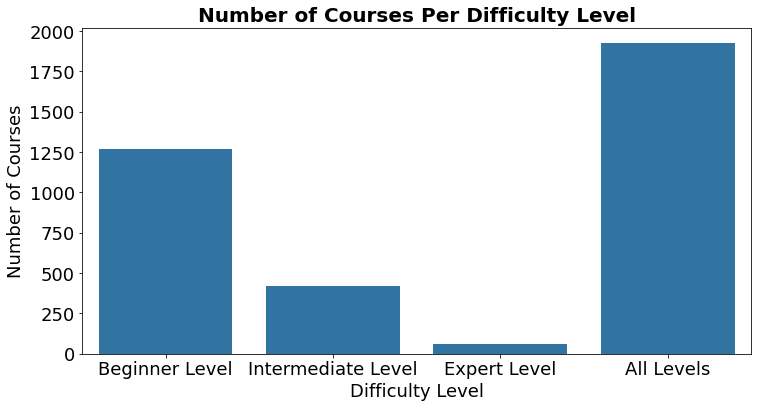 Number of Courses Per Difficulty Level
Number of Courses
2000
1750
1500
1250
1000
750
500
250
0
Beginner Level Intermediate Level Expert Level All Levels
Difficulty Level